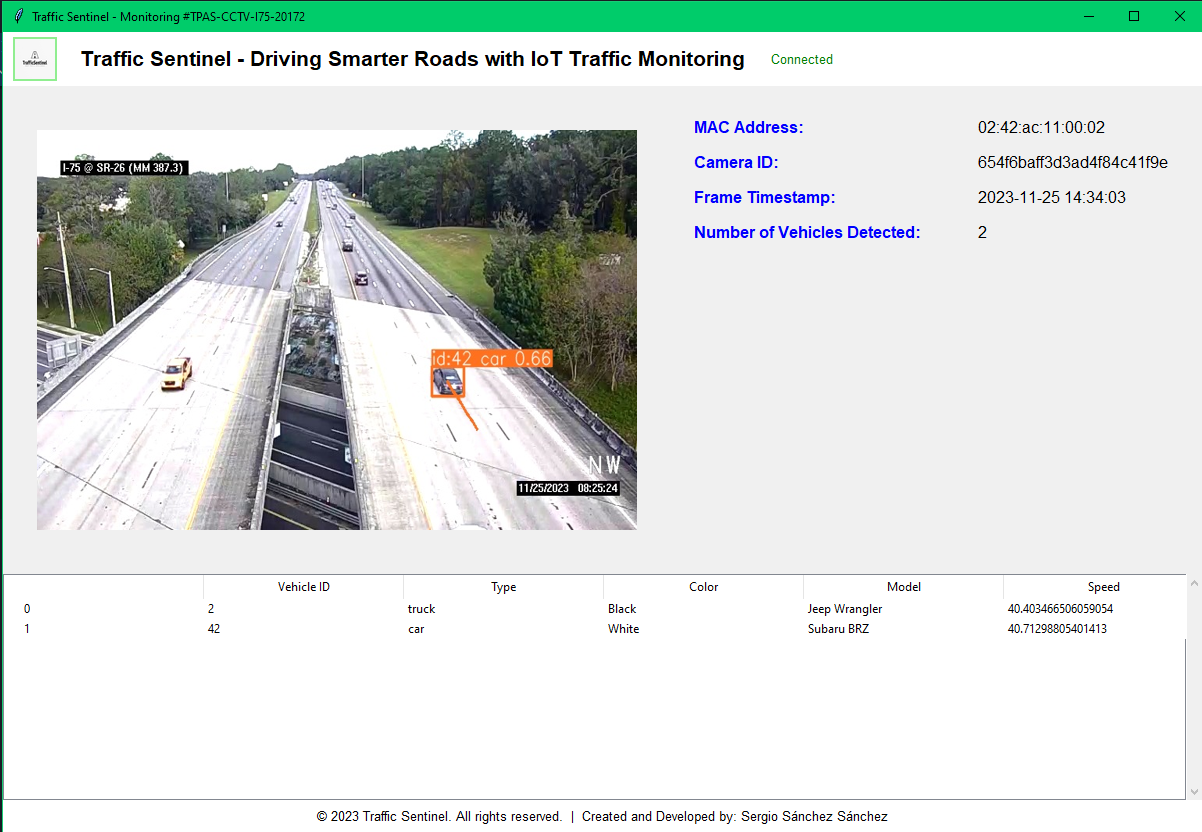 Traffic Sentinel - Monitoring #TPAS-CCTV-I75-20172
TrafficSentinel
Traffic Sentinel - Driving Smarter Roads with IoT Traffic Monitoring
Connected
I-75 @ SR-26 (MM 387.3)
id:42 car 0.66
NW
11/25/2023 08:25:24
MAC Address: 02:42:ac:11:00:02
Camera ID: 654f6baff3d3ad4f84c41f9e
Frame Timestamp: 2023-11-25 14:34:03
Number of Vehicles Detected: 2
Vehicle ID Type Color Model Speed
0 2 truck Black Jeep Wrangler 40.403466506059054
1 42 car White Subaru BRZ 40.71298805401413
© 2023 Traffic Sentinel. All rights reserved. | Created and Developed by: Sergio Sánchez Sánchez